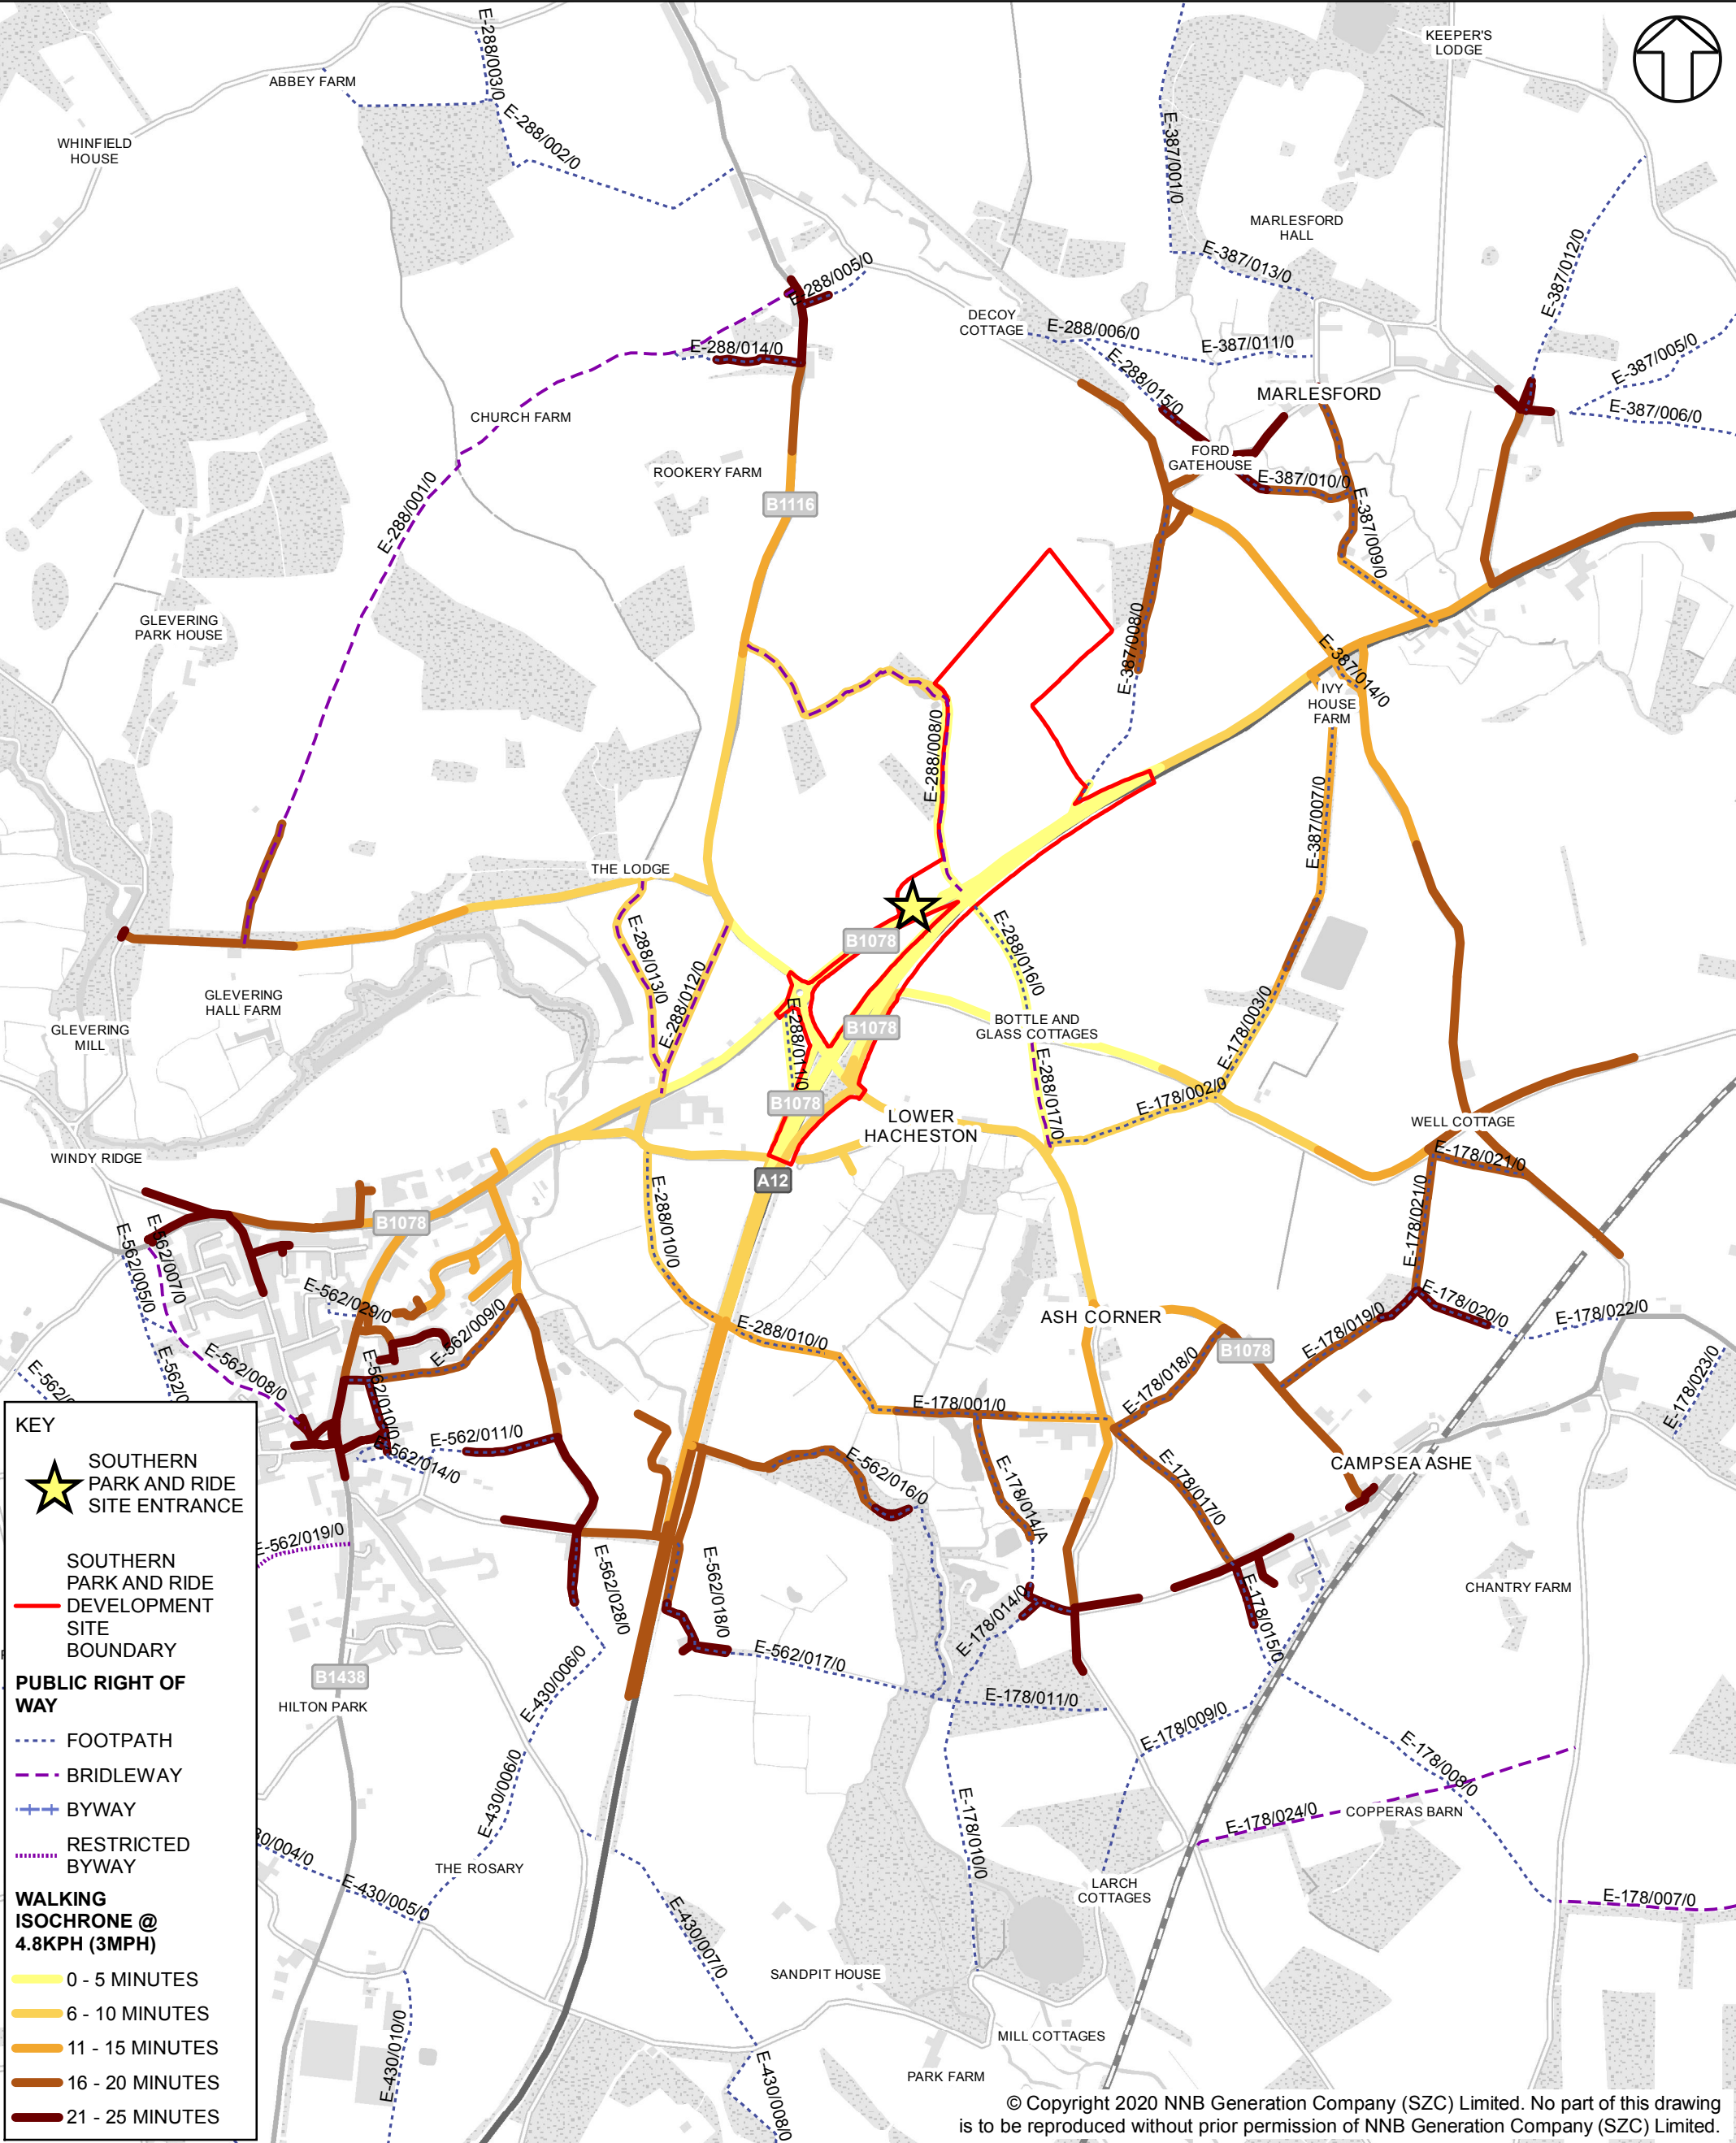 KEEPER'S
LODGE
ABBEY FARM
E-288/003/0
E-288/002/0
WHINFIELD
HOUSE
E-387/001/0
MARLESFORD
HALL
E-387/013/0
E-387/012/0
E-288/005/0
DECOY
COTTAGE
E-288/006/0
E-387/011/0
E-387/005/0
E-288/014/0
E-288/015/0
MARLESFORD
E-387/006/0
CHURCH FARM
ROOKERY FARM
FORD
GATEHOUSE
E-387/010/0
E-288/001/0
B1116
E-387/009/0
GLEVERING
PARK HOUSE
E-387/008/0
E-387/014/0
IVY
HOUSE
FARM
E-288/008/0
E-387/007/0
THE LODGE
E-288/013/0
E-288/012/0
B1078
E-288/016/0
GLEVERING
HALL FARM
GLEVERING
MILL
E-288/011/0
B1078
BOTTLE AND
GLASS COTTAGES
E-178/003/0
B1078
E-288/017/0
E-178/002/0
LOWER
HACHESTON
WELL COTTAGE
WINDY RIDGE
E-178/021/0
A12
B1078
E-562/005/0
E-562/007/0
E-288/010/0
E-178/021/0
E-562/029/0
E-562/009/0
E-288/010/0
ASH CORNER
E-178/019/0
E-178/020/0
E-178/022/0
B1078
E-562/0
E-562/0
E-562/008/0
E-562/010/0
E-178/018/0
E-178/023/0
E-178/001/0
E-562/011/0
E-562/014/0
E-562/016/0
E-178/014/A
E-178/017/0
CAMPSEA ASHE
E-562/019/0
E-562/028/0
E-562/018/0
E-178/014/0
E-178/015/0
CHANTRY FARM
E-562/017/0
E-430/006/0
E-178/011/0
E-178/009/0
B1438
HILTON PARK
E-430/006/0
E-178/008/0
E-178/010/0
E-178/024/0
COPPERAS BARN
30/004/0
THE ROSARY
E-430/005/0
LARCH
COTTAGES
E-178/007/0
E-430/007/0
SANDPIT HOUSE
E-430/010/0
MILL COTTAGES
PARK FARM
E-430/008/0
KEY
SOUTHERN
PARK AND RIDE
SITE ENTRANCE
SOUTHERN
PARK AND RIDE
DEVELOPMENT
SITE
BOUNDARY
PUBLIC RIGHT OF
WAY
FOOTPATH
BRIDLEWAY
BYWAY
RESTRICTED
BYWAY
WALKING
ISOCHRONE @
4.8KPH (3MPH)
0 - 5 MINUTES
6 - 10 MINUTES
11 - 15 MINUTES
16 - 20 MINUTES
21 - 25 MINUTES
© Copyright 2020 NNB Generation Company (SZC) Limited. No part of this drawing
is to be reproduced without prior permission of NNB Generation Company (SZC) Limited.